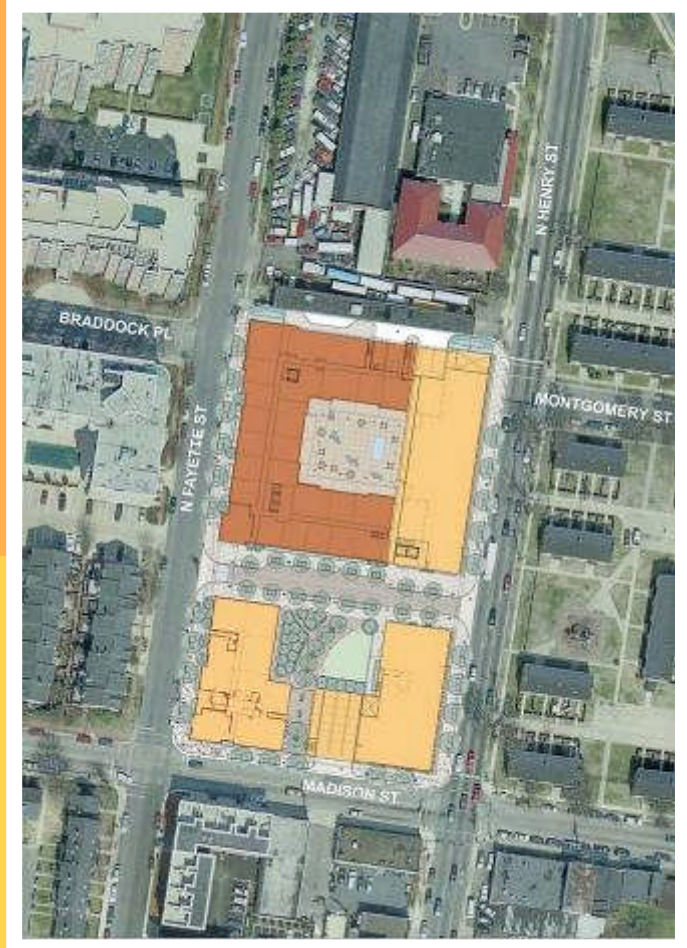 N HENRY ST
BRADDOCK PL
MONTGOMERY ST
N FAYETTE ST
MADISON ST